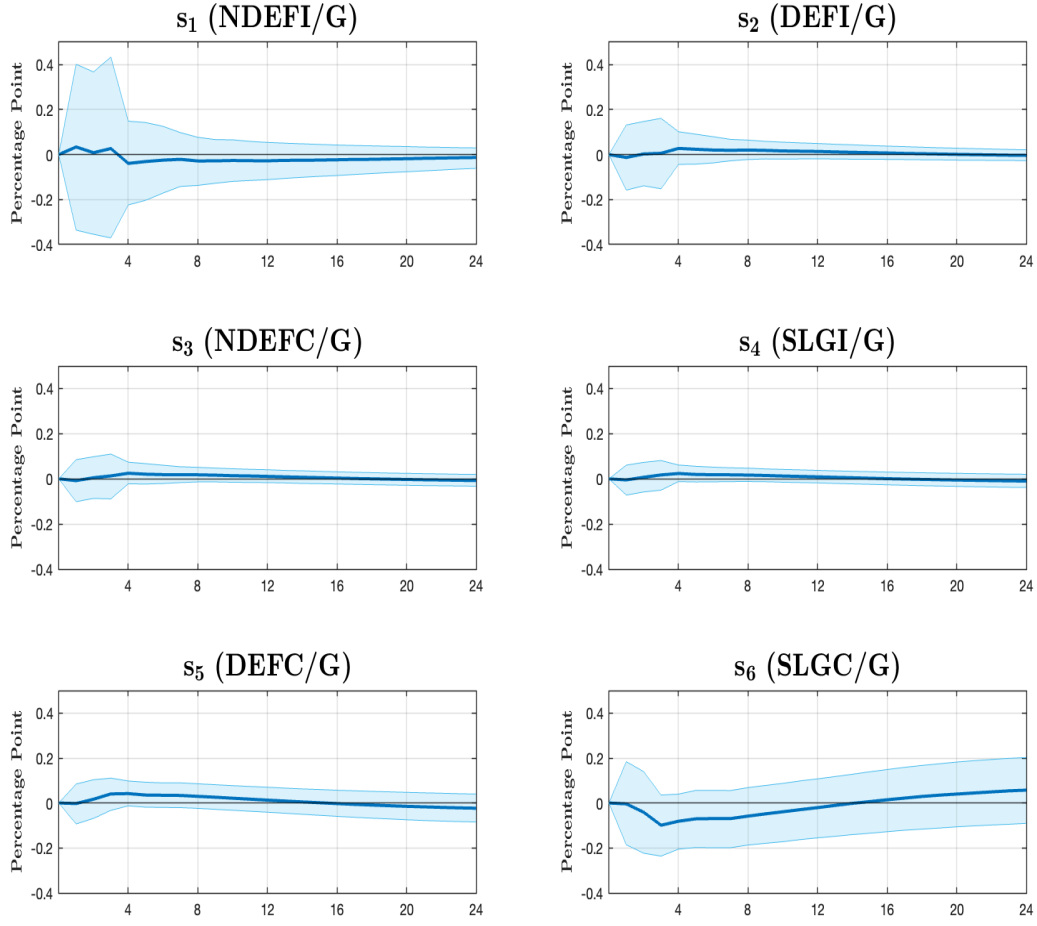 s₁ (NDEFI/G)
Percentage Point
0.4
0.2
0
-0.2
-0.4
4 8 12 16 20 24
s₂ (DEFI/G)
Percentage Point
0.4
0.2
0
-0.2
-0.4
4 8 12 16 20 24
s₃ (NDEFC/G)
Percentage Point
0.4
0.2
0
-0.2
-0.4
4 8 12 16 20 24
s₄ (SLGI/G)
Percentage Point
0.4
0.2
0
-0.2
-0.4
4 8 12 16 20 24
s₅ (DEFC/G)
Percentage Point
0.4
0.2
0
-0.2
-0.4
4 8 12 16 20 24
s₆ (SLGC/G)
Percentage Point
0.4
0.2
0
-0.2
-0.4
4 8 12 16 20 24